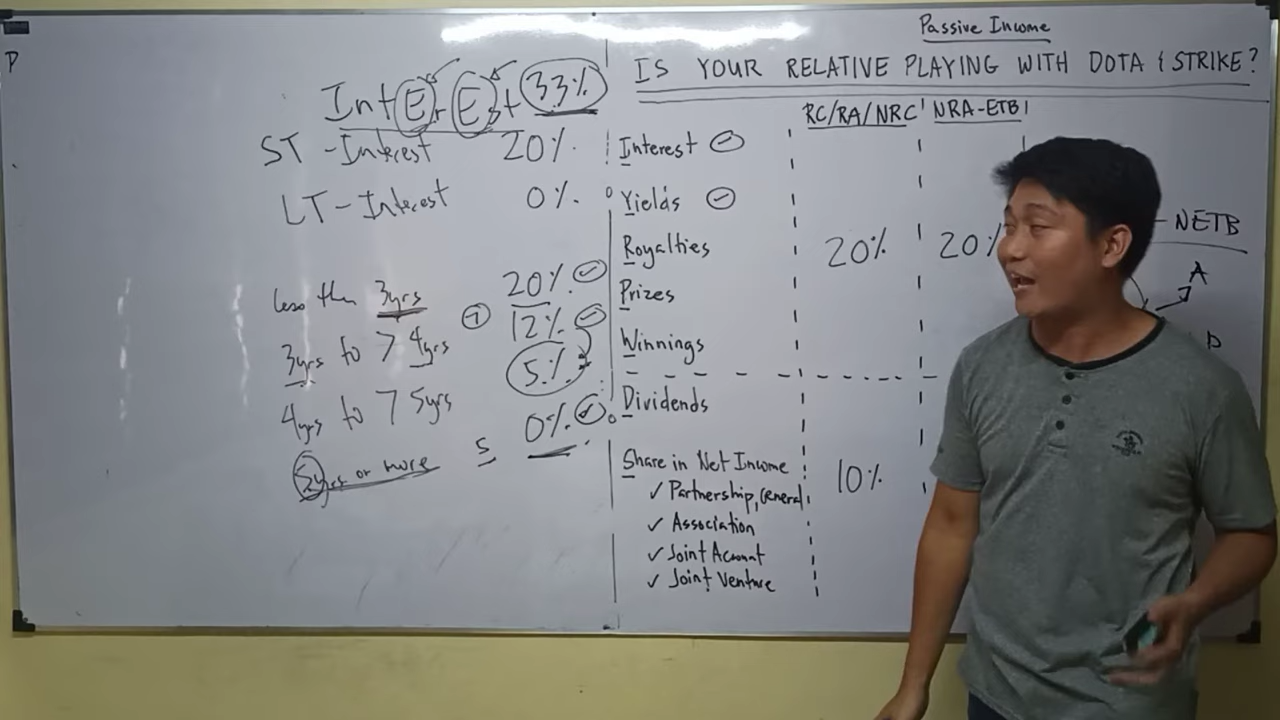 P
IntErEst 33%
ST - Interest 20%
LT - Interest 0%
less than 3yrs 20%
3yrs to > 4yrs 12%
4yrs to > 5yrs 5%
5yrs or more 5 0%
Passive Income
IS YOUR RELATIVE PLAYING WITH DOTA & STRIKE?
RC/RA/NRC NRA-ETB
NETB
Interest
Yields
Royalties 20% 20%
Prizes
Winnings
Dividends
Share in Net Income 10%
✓ Partnership, General
✓ Association
✓ Joint Account
✓ Joint Venture
A